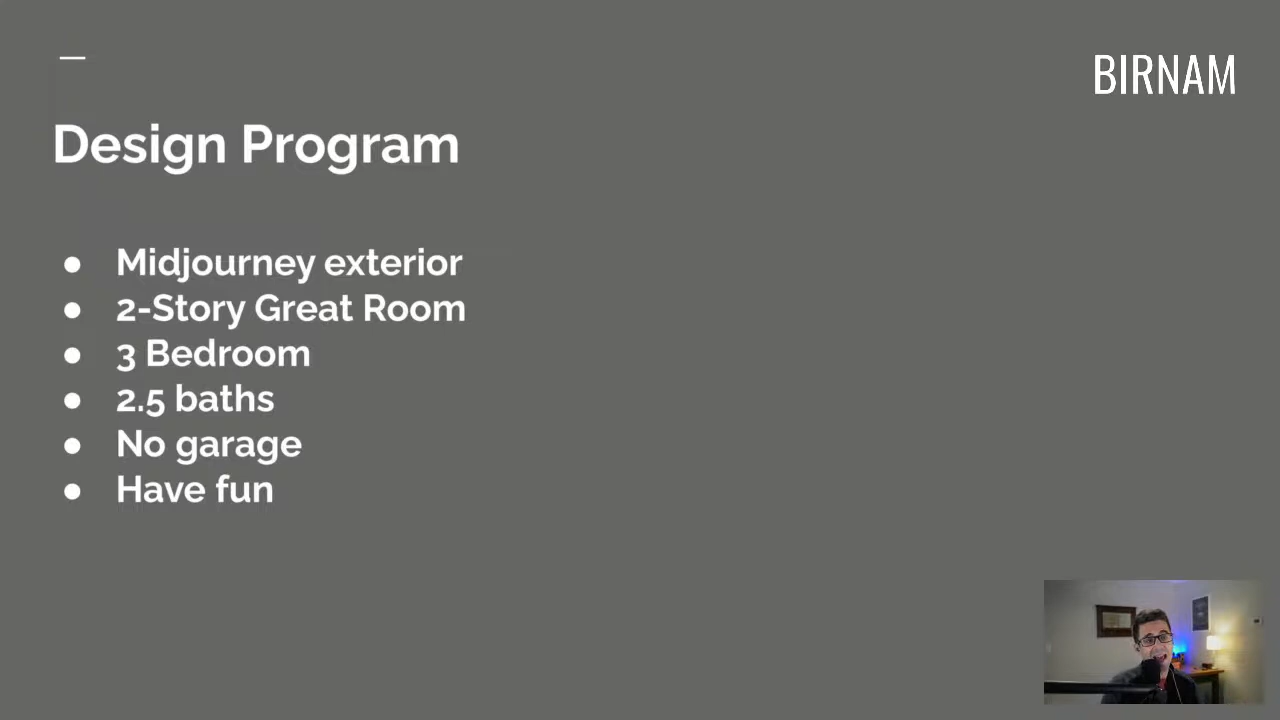 BIRNAM
Design Program
● Midjourney exterior
● 2-Story Great Room
● 3 Bedroom
● 2.5 baths
● No garage
● Have fun